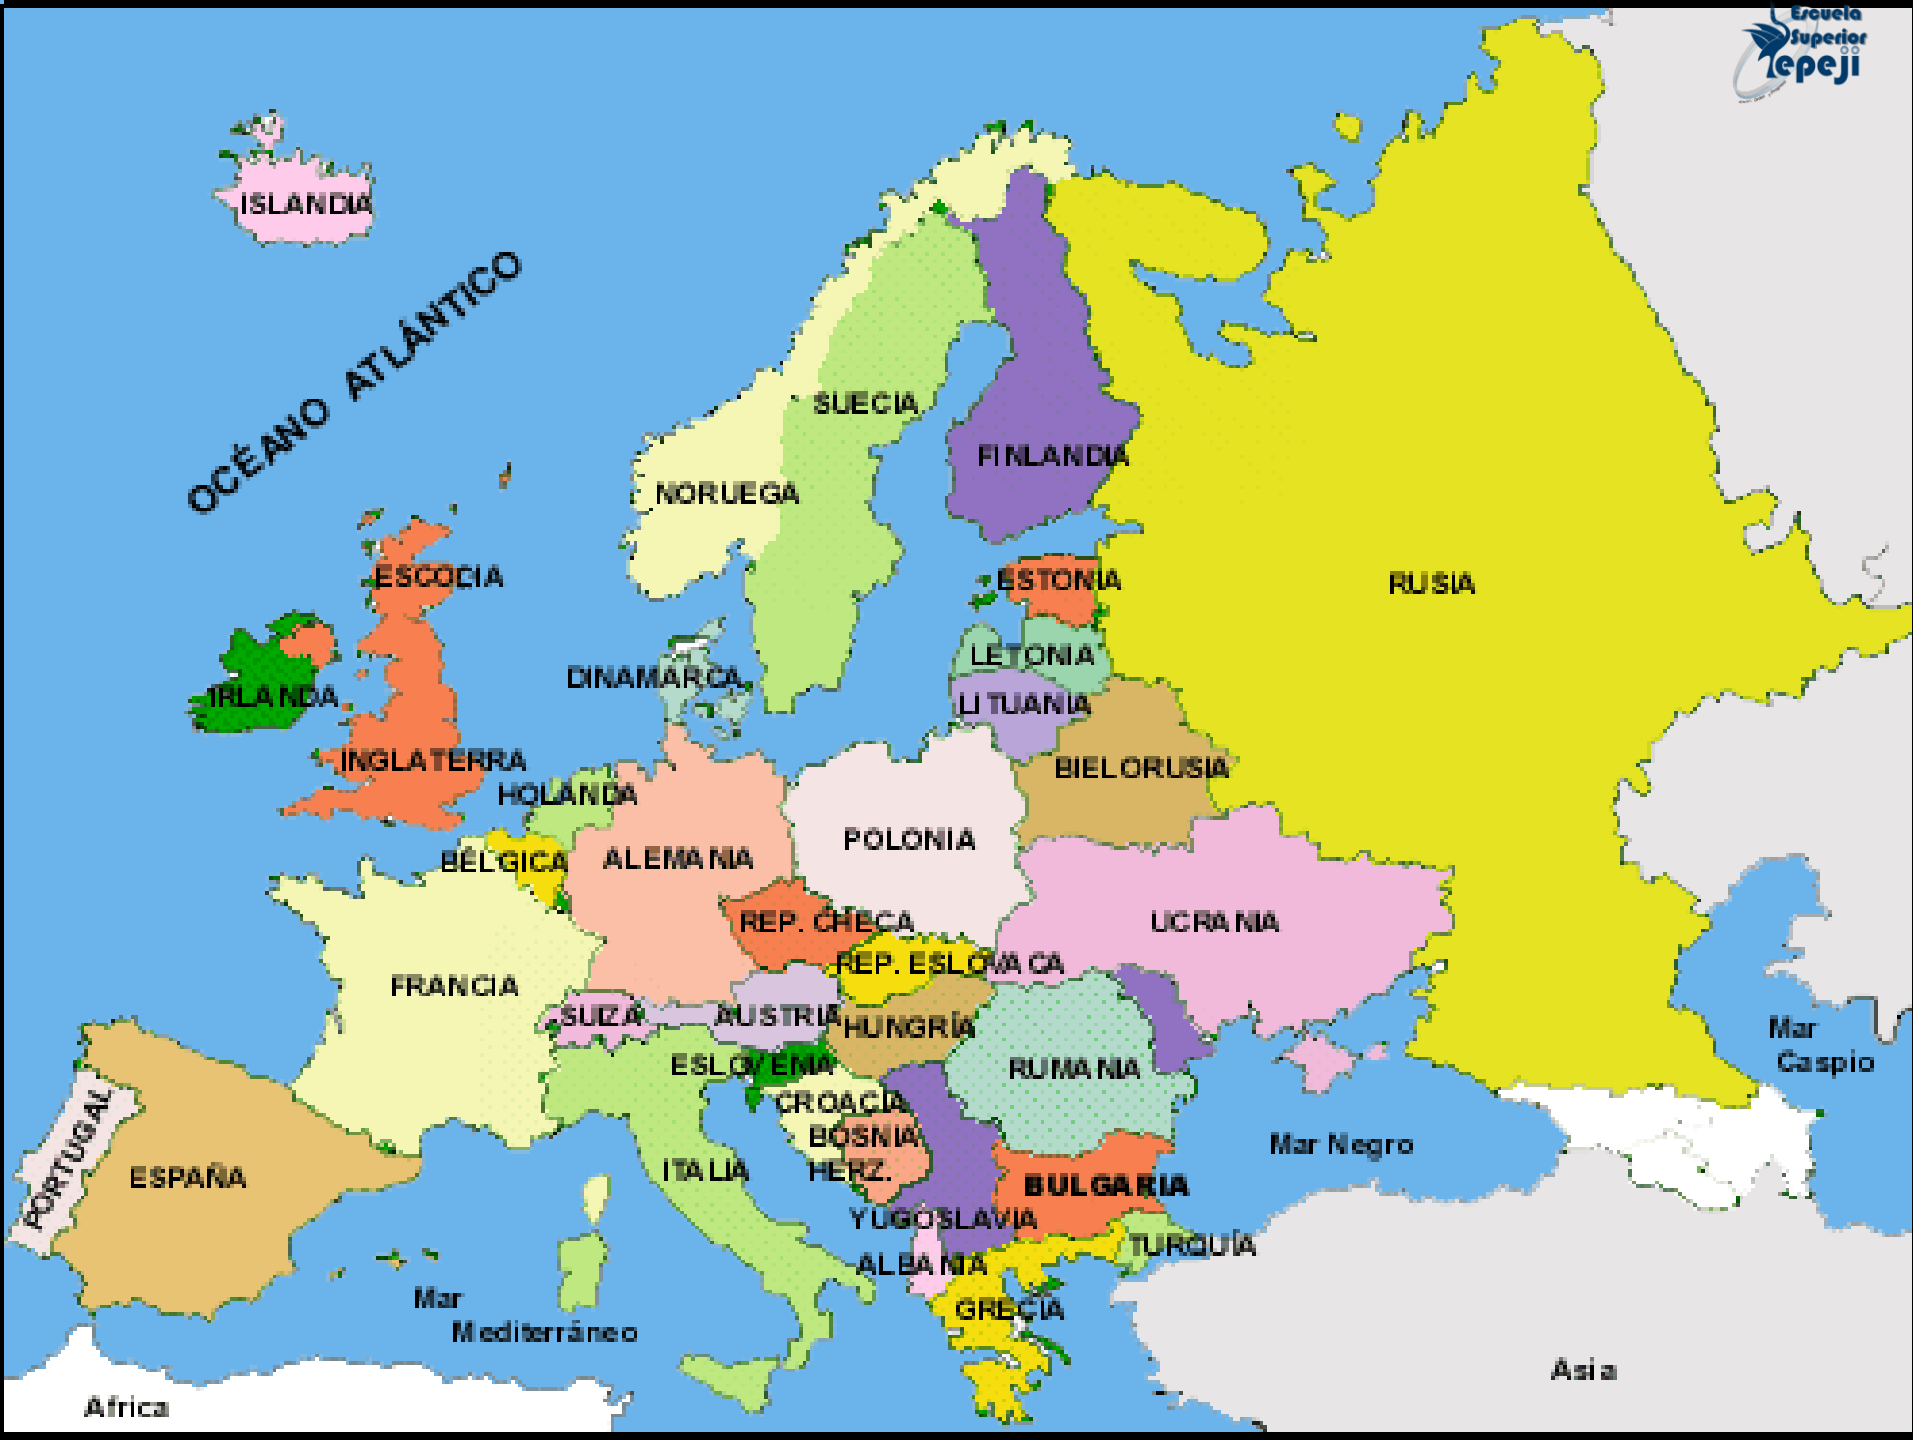 Escuela
Superior
Tepeji
ISLANDIA
OCÉANO ATLÁNTICO
SUECIA
FINLANDIA
NORUEGA
ESCOCIA
ESTONIA
RUSIA
LETONIA
DINAMARCA
IRLANDA
LITUANIA
INGLATERRA
BIELORUSIA
HOLANDA
POLONIA
BÉLGICA
ALEMANIA
REP. CHECA
UCRANIA
REP. ESLOVACA
FRANCIA
SUIZA
AUSTRIA
HUNGRÍA
Mar
Caspio
ESLOVENIA
RUMANIA
CROACIA
PORTUGAL
BOSNIA
HERZ.
Mar Negro
ITALIA
ESPAÑA
BULGARIA
YUGOSLAVIA
TURQUÍA
ALBANIA
Mar
Mediterráneo
GRECIA
Asia
Africa